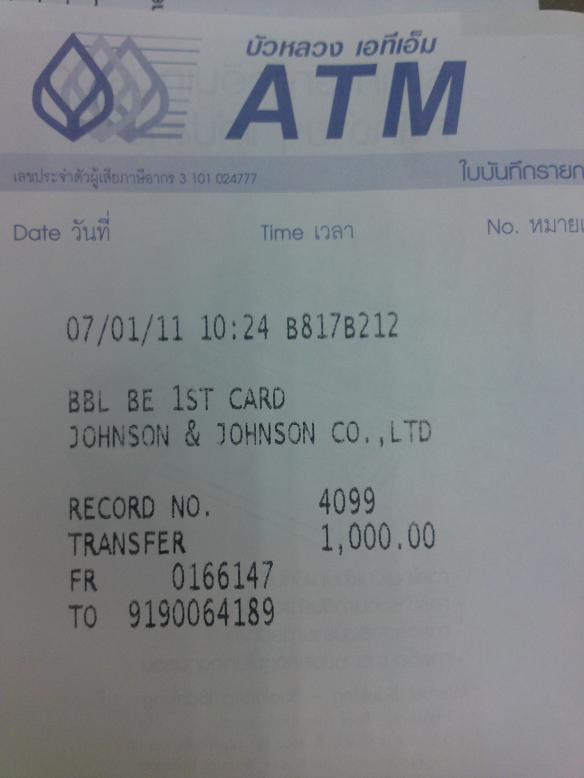 บัวหลวง เอทีเอ็ม
ATM
เลขประจำตัวผู้เสียภาษีอากร 3 101 024777
Date วันที่ Time เวลา No.
07/01/11 10:24 B817B212
BBL BE 1ST CARD
JOHNSON & JOHNSON CO.,LTD
RECORD NO. 4099
TRANSFER 1,000.00
FR 0166147
TO 9190064189